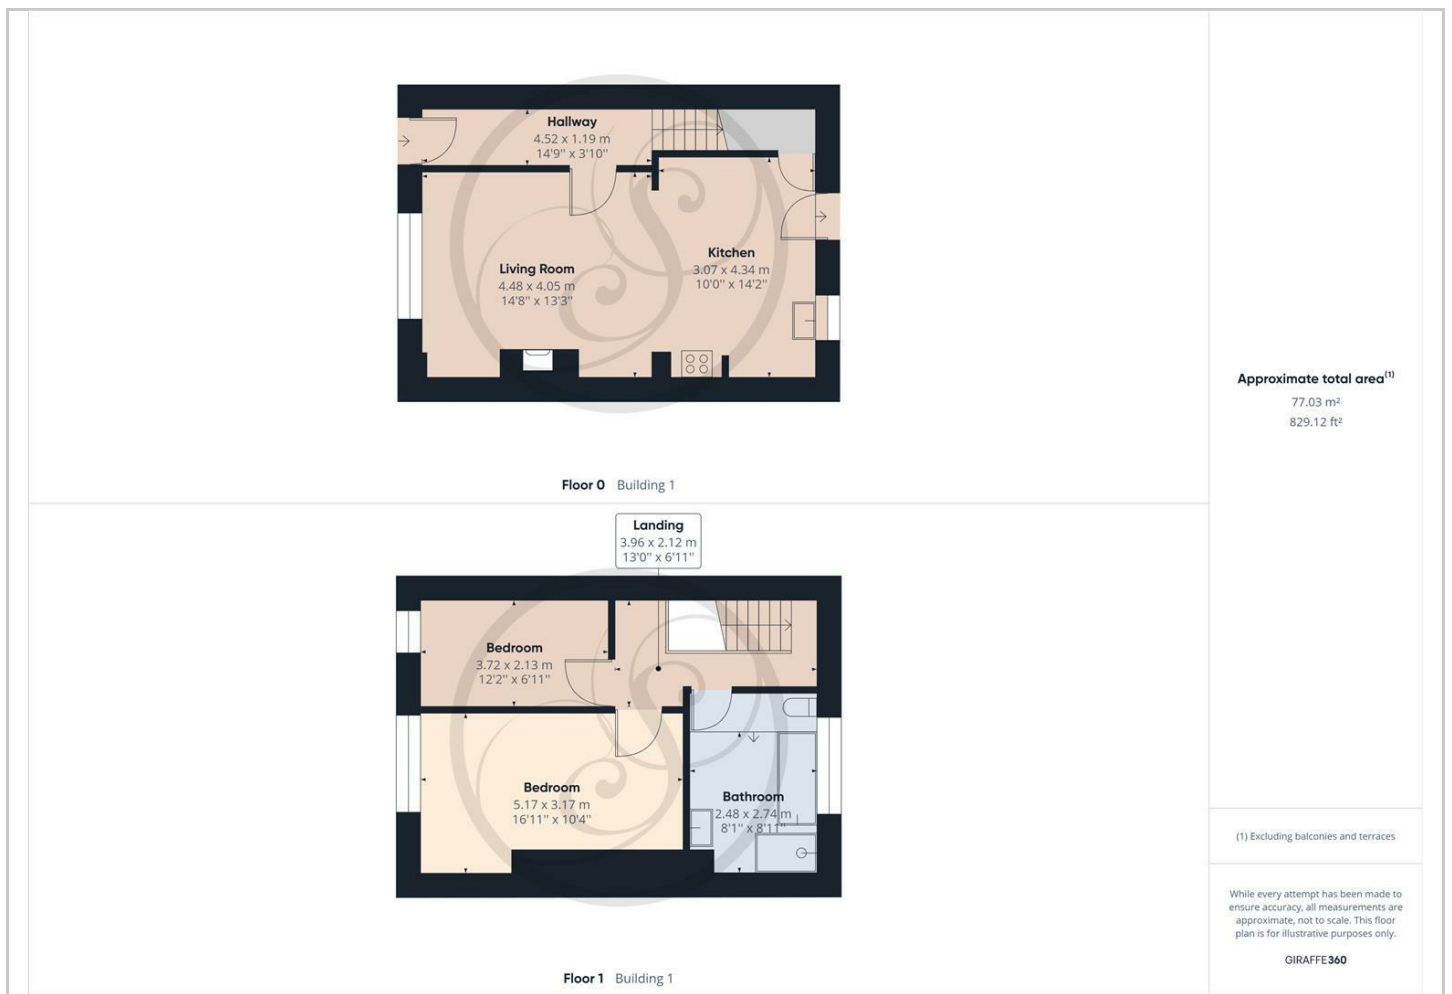 Hallway
4.52 x 1.19 m
14'9'' x 3'10''
Living Room
4.48 x 4.05 m
14'8'' x 13'3''
Kitchen
3.07 x 4.34 m
10'0'' x 14'2''
Floor 0 Building 1
Landing
3.96 x 2.12 m
13'0'' x 6'11''
Bedroom
3.72 x 2.13 m
12'2'' x 6'11''
Bedroom
5.17 x 3.17 m
16'11'' x 10'4''
Bathroom
2.48 x 2.74 m
8'1'' x 8'11''
Floor 1 Building 1
Approximate total area(1)
77.03 m²
829.12 ft²
(1) Excluding balconies and terraces
While every attempt has been made to
ensure accuracy, all measurements are
approximate, not to scale. This floor
plan is for illustrative purposes only.
GIRAFFE360